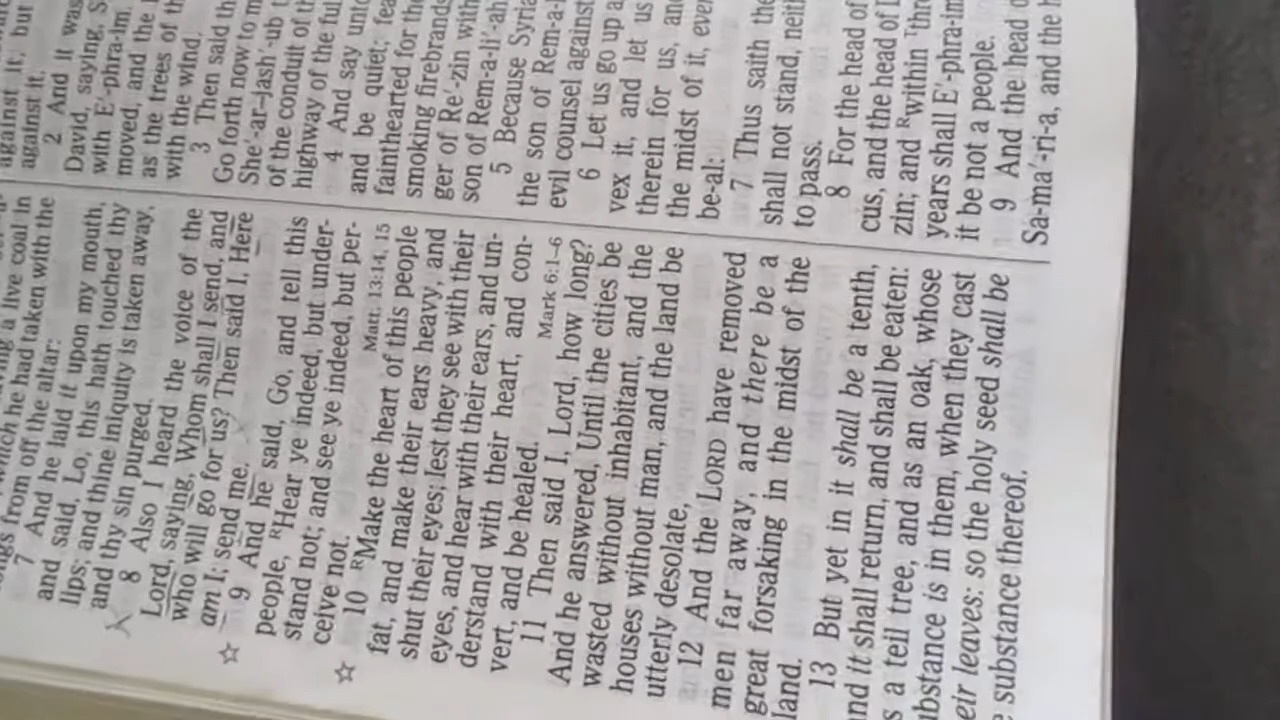 ving a live coal in
which he had taken with the
ongs from off the altar:
7 And he laid it upon my mouth,
and said, Lo, this hath touched thy
lips; and thine iniquity is taken away,
and thy sin purged.
8 Also I heard the voice of the
Lord, saying, Whom shall I send, and
who will go for us? Then said I, Here
am I; send me.
☆ 9 And he said, Go, and tell this
people, ᴿHear ye indeed, but under-
stand not; and see ye indeed, but per-
ceive not. Matt. 13:14, 15
☆ 10 ᴿMake the heart of this people
fat, and make their ears heavy, and
shut their eyes; lest they see with their
eyes, and hear with their ears, and un-
derstand with their heart, and con-
vert, and be healed. Mark 6:1–6
11 Then said I, Lord, how long?
And he answered, Until the cities be
wasted without inhabitant, and the
houses without man, and the land be
utterly desolate,
12 And the LORD have removed
men far away, and there be a
great forsaking in the midst of the
land.
13 But yet in it shall be a tenth,
nd it shall return, and shall be eaten:
s a teil tree, and as an oak, whose
ubstance is in them, when they cast
eir leaves: so the holy seed shall be
e substance thereof.
against it, but
against it.
2 And it was
David, saying, S
with E′-phra-im
moved, and the
as the trees of th
with the wind.
3 Then said th
Go forth now to m
She′-ar–jash′-ub
of the conduit of th
highway of the ful
4 And say unto
and be quiet; fea
fainthearted for the
smoking firebrands
ger of Re′-zin with
son of Rem-a-li′-ah
5 Because Syria
the son of Rem-a-l
evil counsel against
6 Let us go up a
vex it, and let us
therein for us, and
the midst of it, even
be-al:
7 Thus saith the
shall not stand, neit
to pass.
8 For the head of
cus, and the head of D
zin; and ᴿwithin ᵀthre
years shall E′-phra-im
it be not a people.
9 And the head o
Sa-ma′-ri-a, and the h